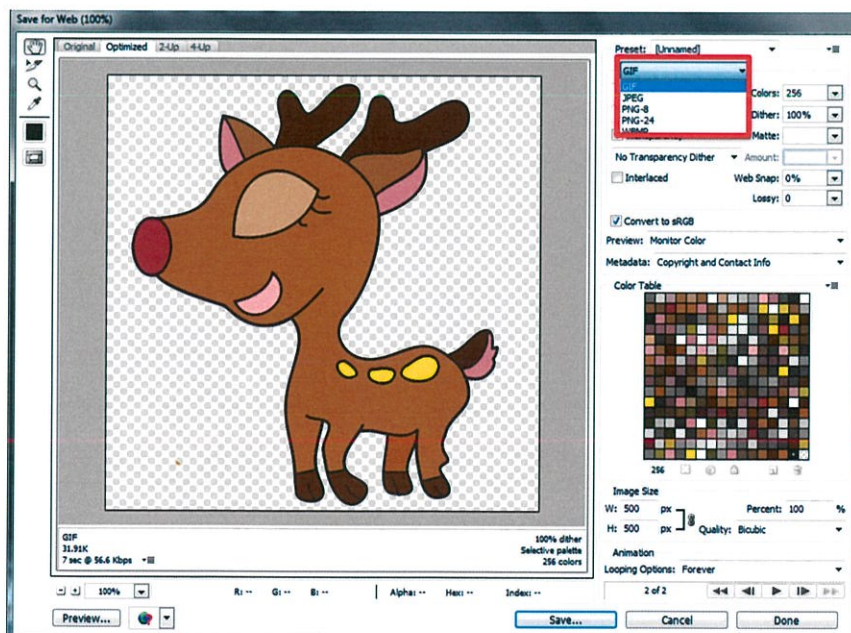 Save for Web (100%)
Original Optimized 2-Up 4-Up
Preset: [Unnamed]
GIF
GIF
JPEG
PNG-8
PNG-24
WBMP
Colors: 256
Dither: 100%
Matte:
No Transparency Dither Amount:
Interlaced Web Snap: 0%
Lossy: 0
Convert to sRGB
Preview: Monitor Color
Metadata: Copyright and Contact Info
Color Table
256
Image Size
W: 500 px Percent: 100 %
H: 500 px Quality: Bicubic
Animation
Looping Options: Forever
2 of 2
GIF
31.91K
7 sec @ 56.6 Kbps
100% dither
Selective palette
256 colors
100% R: -- G: -- B: -- Alpha: -- Hex: -- Index: --
Preview... Save... Cancel Done